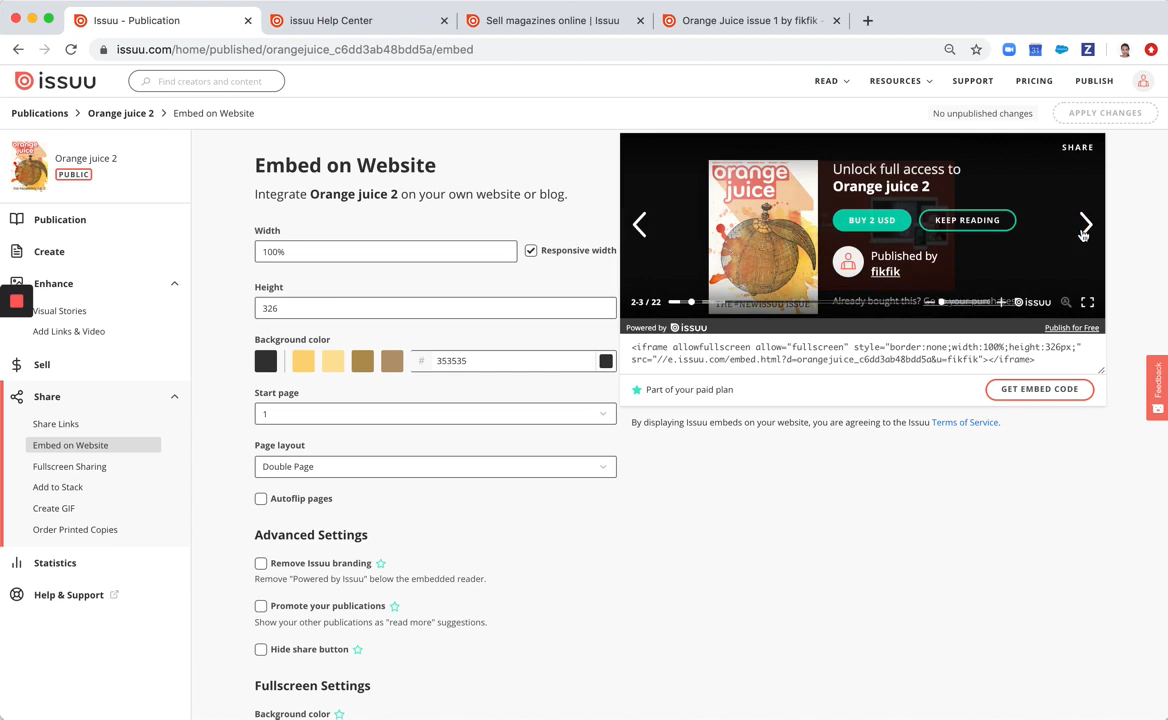 Issuu - Publication
issuu Help Center
Sell magazines online | Issuu
Orange Juice issue 1 by fikfik -
issuu.com/home/published/orangejuice_c6dd3ab48bdd5a/embed
issuu
Find creators and content
READ
RESOURCES
SUPPORT
PRICING
PUBLISH
Publications > Orange juice 2 > Embed on Website
No unpublished changes
APPLY CHANGES
orange juice
Orange juice 2
PUBLIC
Publication
Create
Enhance
Visual Stories
Add Links & Video
Sell
Share
Share Links
Embed on Website
Fullscreen Sharing
Add to Stack
Create GIF
Order Printed Copies
Statistics
Help & Support
Embed on Website
Integrate Orange juice 2 on your own website or blog.
Width
100%
Responsive width
Height
326
Background color
# 353535
Start page
1
Page layout
Double Page
Autoflip pages
Advanced Settings
Remove Issuu branding
Remove "Powered by Issuu" below the embedded reader.
Promote your publications
Show your other publications as "read more" suggestions.
Hide share button
Fullscreen Settings
Background color
SHARE
orange
juice
THE #NEWISSUUISSUE
Unlock full access to
Orange juice 2
BUY 2 USD
KEEP READING
Published by
fikfik
Already bought this? Go
2-3 / 22
issuu
Powered by issuu
Publish for Free
<iframe allowfullscreen allow="fullscreen" style="border:none;width:100%;height:326px;"
src="//e.issuu.com/embed.html?d=orangejuice_c6dd3ab48bdd5a&u=fikfik"></iframe>
Part of your paid plan
GET EMBED CODE
By displaying Issuu embeds on your website, you are agreeing to the Issuu Terms of Service.
Feedback